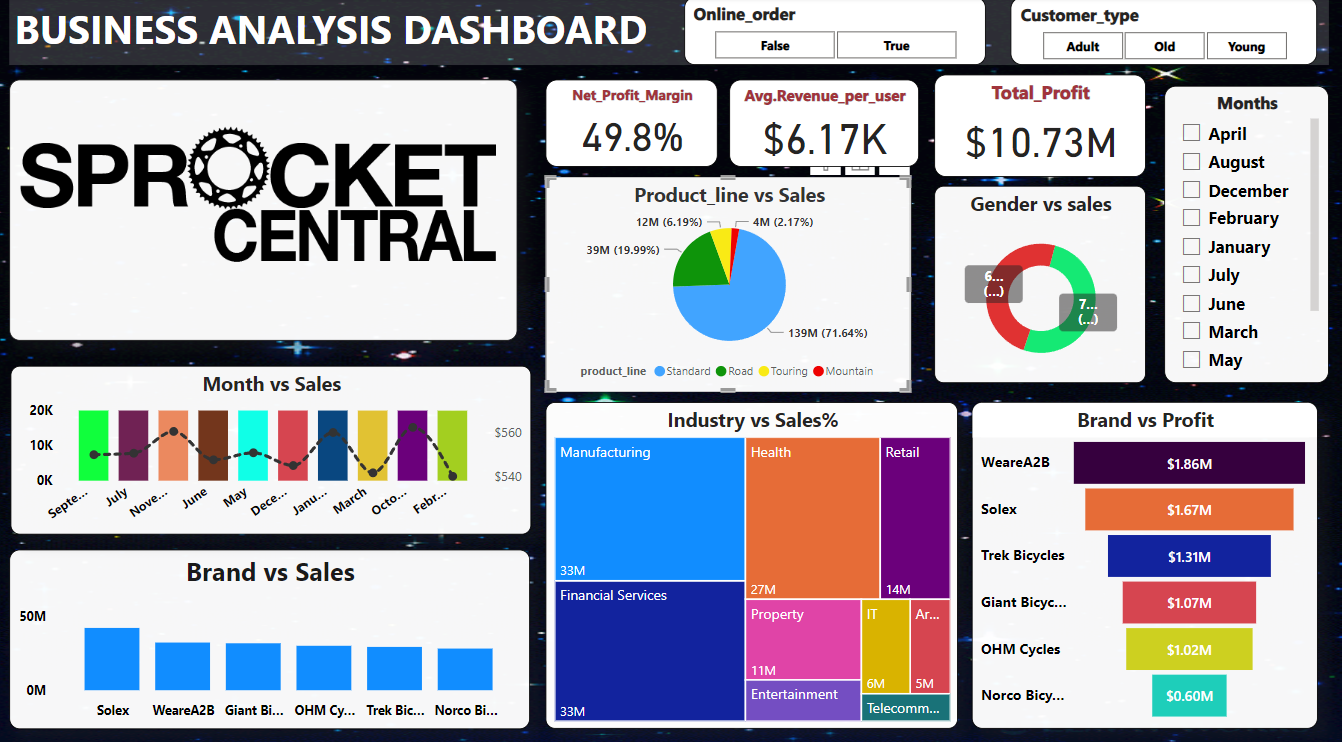 BUSINESS ANALYSIS DASHBOARD
Online_order
False
True
Customer_type
Adult
Old
Young
SPROCKET
CENTRAL
Net_Profit_Margin
49.8%
Avg.Revenue_per_user
$6.17K
Total_Profit
$10.73M
Months
April
August
December
February
January
July
June
March
May
Product_line vs Sales
12M (6.19%)
4M (2.17%)
39M (19.99%)
139M (71.64%)
product_line Standard Road Touring Mountain
Gender vs sales
6...
(...)
7...
(...)
Month vs Sales
20K
10K
0K
$560
$540
Septe...
July
Nove...
June
May
Dece...
Janu...
March
Octo...
Febr...
Brand vs Sales
50M
0M
Solex
WeareA2B
Giant Bi...
OHM Cy...
Trek Bic...
Norco Bi...
Industry vs Sales%
Manufacturing
33M
Financial Services
33M
Health
27M
Retail
14M
Property
11M
IT
6M
Ar...
5M
Entertainment
Telecomm...
Brand vs Profit
WeareA2B
$1.86M
Solex
$1.67M
Trek Bicycles
$1.31M
Giant Bicyc...
$1.07M
OHM Cycles
$1.02M
Norco Bicy...
$0.60M